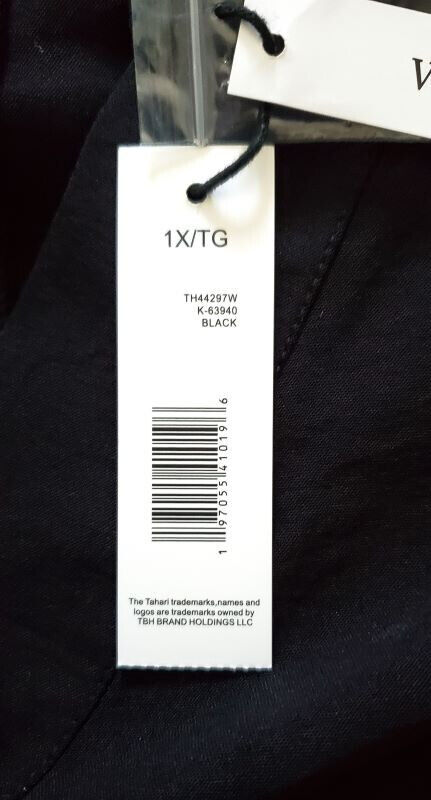 1X/TG
TH44297W
K-63940
BLACK
1 97055 41019 6
The Tahari trademarks,names and
logos are trademarks owned by
TBH BRAND HOLDINGS LLC